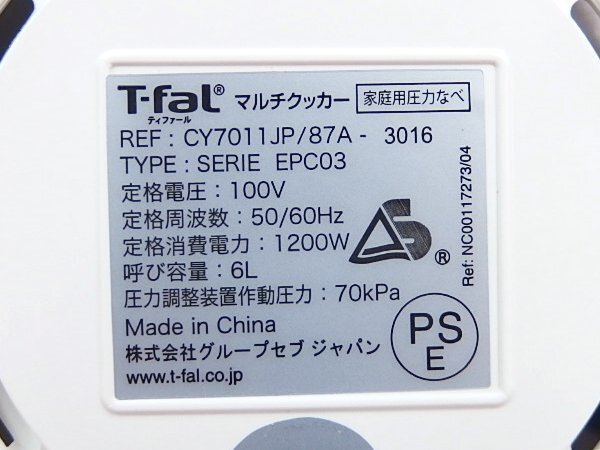 T-fal® マルチクッカー 家庭用圧力なべ
ティファール
REF : CY7011JP/87A - 3016
TYPE : SERIE EPC03
定格電圧 : 100V
定格周波数 : 50/60Hz
定格消費電力 : 1200W
呼び容量 : 6L
圧力調整装置作動圧力 : 70kPa
Made in China
株式会社グループセブ ジャパン
www.t-fal.co.jp
S ®
PS
E
Ref: NC00117273/04